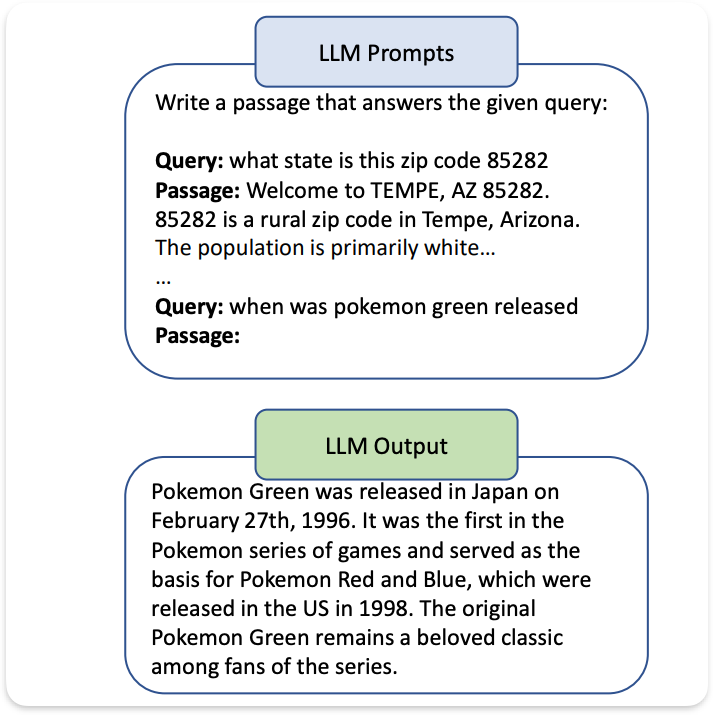 LLM Prompts
Write a passage that answers the given query:
Query: what state is this zip code 85282
Passage: Welcome to TEMPE, AZ 85282.
85282 is a rural zip code in Tempe, Arizona.
The population is primarily white…
…
Query: when was pokemon green released
Passage:
LLM Output
Pokemon Green was released in Japan on
February 27th, 1996. It was the first in the
Pokemon series of games and served as the
basis for Pokemon Red and Blue, which were
released in the US in 1998. The original
Pokemon Green remains a beloved classic
among fans of the series.